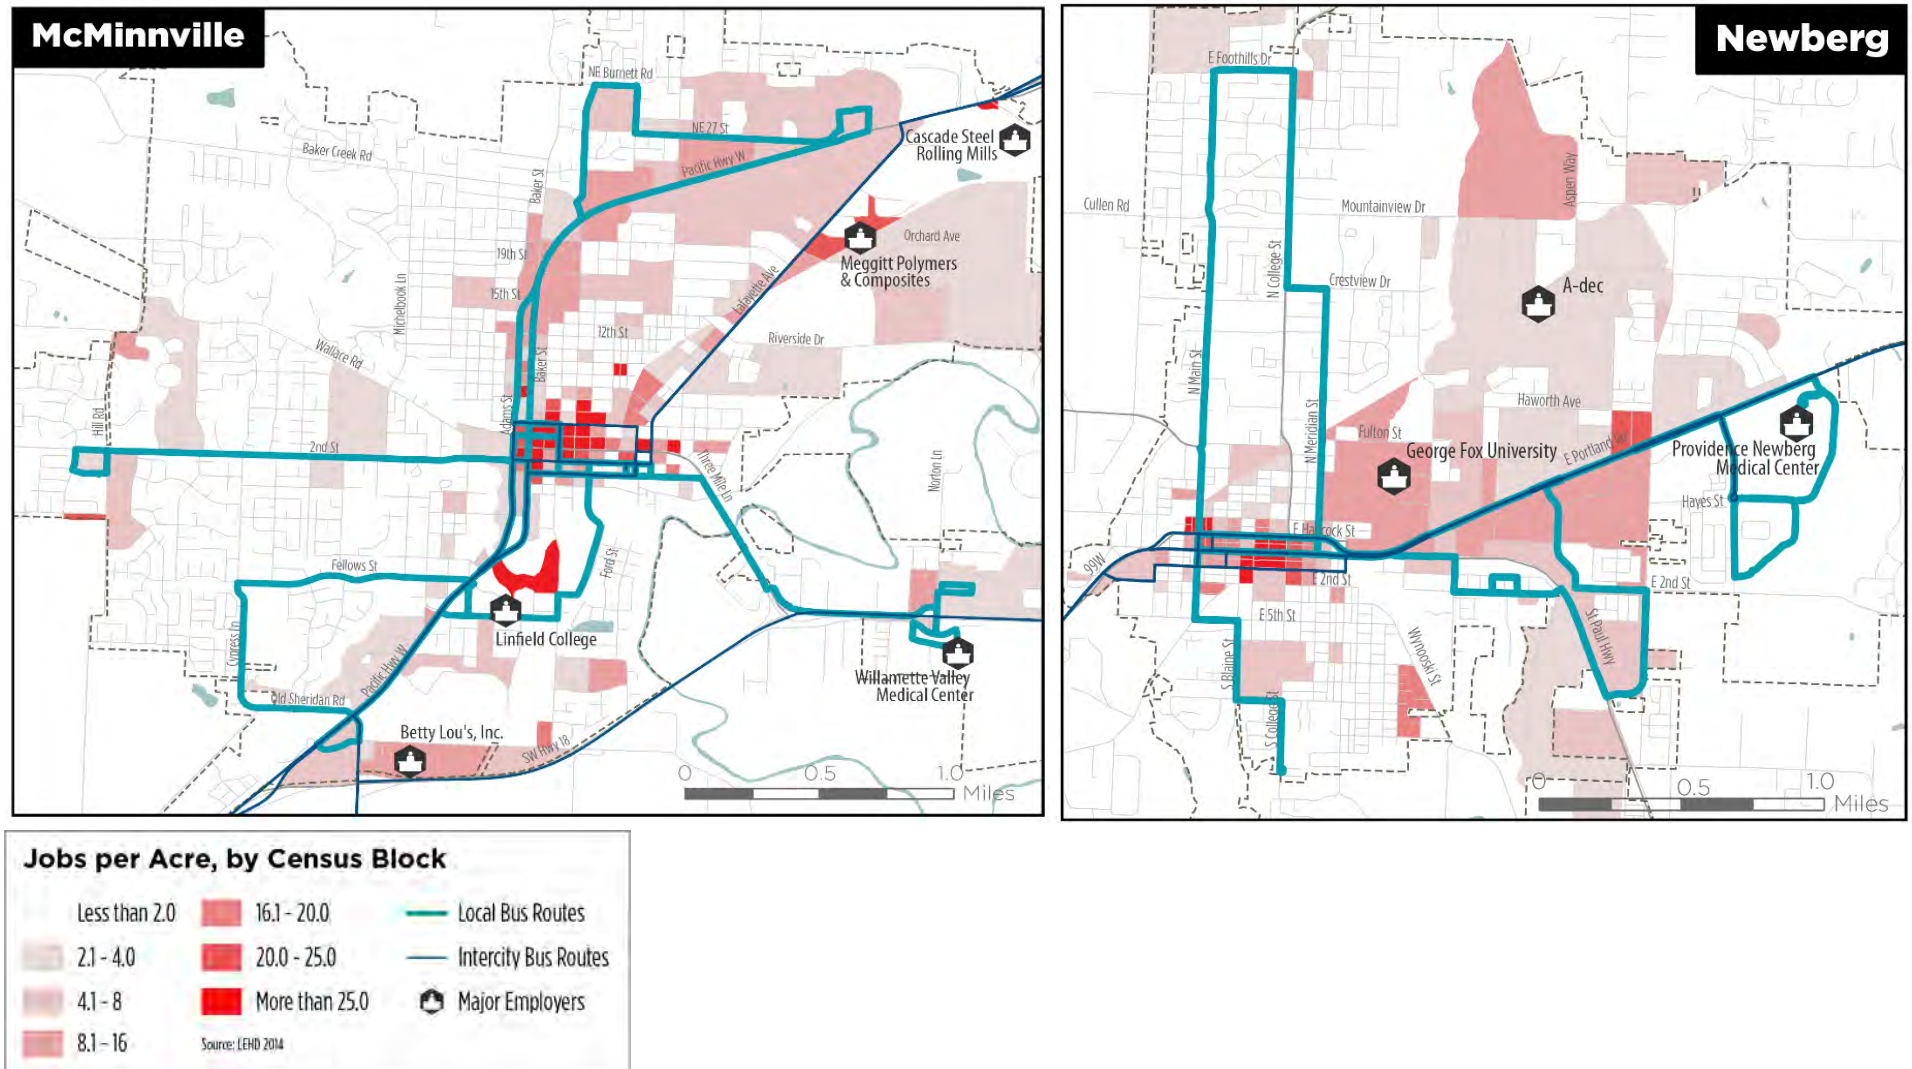 McMinnville
NE Burnett Rd
NE 27 St
Baker Creek Rd
Pacific Hwy W
Baker St
Cascade Steel
Rolling Mills
19th St
Orchard Ave
Meggitt Polymers
& Composites
15th St
Michelbook Ln
Lafayette Ave
12th St
Riverside Dr
Wallace Rd
Baker St
Adams St
Hill Rd
2nd St
Three Mile Ln
Norton Ln
Fellows St
Ford St
Linfield College
Cypress Ln
Pacific Hwy W
Old Sheridan Rd
Willamette Valley
Medical Center
Betty Lou's, Inc.
SW Hwy 18
0 0.5 1.0
Miles
Newberg
E Foothills Dr
Aspen Way
Cullen Rd
Mountainview Dr
N College St
Crestview Dr
A-dec
N Main St
Haworth Ave
N Meridian St
Fulton St
George Fox University
E Portland Rd
Providence Newberg
Medical Center
Hayes St
E Hancock St
99W
E 2nd St
E 2nd St
E 5th St
St Paul Hwy
Wynooski St
S Blaine St
S College St
0 0.5 1.0
Miles
Jobs per Acre, by Census Block
Less than 2.0
2.1 - 4.0
4.1 - 8
8.1 - 16
16.1 - 20.0
20.0 - 25.0
More than 25.0
Source: LEHD 2014
Local Bus Routes
Intercity Bus Routes
Major Employers